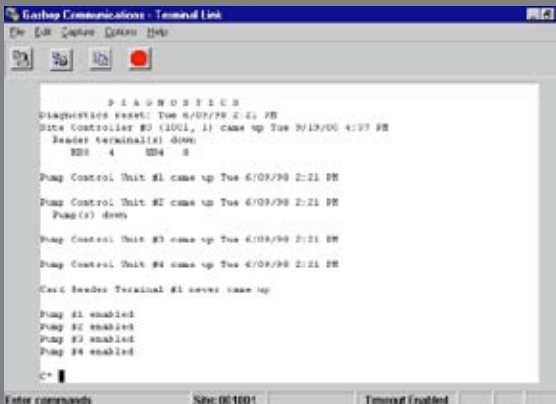 Gasboy Communications - Terminal Link
File Edit Capture Options Help
D I A G N O S T I C S
Diagnostics reset: Tue 6/09/98 2:21 PM
Site Controller #0 (1001, 1) came up Tue 9/19/00 4:37 PM
Reader terminal(s) down
4
Pump Control Unit #1 came up Tue 6/09/98 2:21 PM
Pump Control Unit #2 came up Tue 6/09/98 2:21 PM
Pump(s) down
Pump Control Unit #3 came up Tue 6/09/98 2:21 PM
Pump Control Unit #4 came up Tue 6/09/98 2:21 PM
Card Reader Terminal #1 never came up
Pump #1 enabled
Pump #2 enabled
Pump #3 enabled
Pump #4 enabled
C*
Enter commands Site:001001 Timeout Enabled